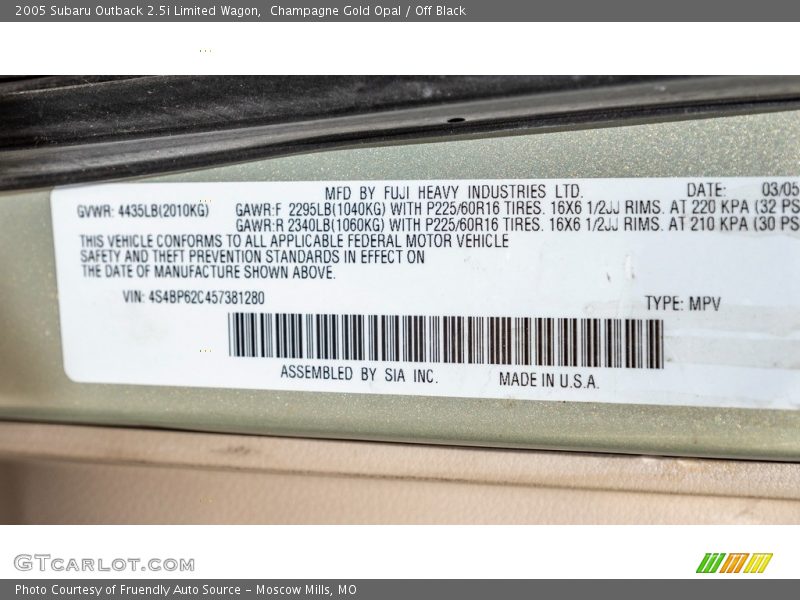 2005 Subaru Outback 2.5i Limited Wagon,  Champagne Gold Opal / Off Black
MFD BY FUJI HEAVY INDUSTRIES LTD. DATE: 03/05
GVWR: 4435LB(2010KG) GAWR:F 2295LB(1040KG) WITH P225/60R16 TIRES. 16X6 1/2JJ RIMS. AT 220 KPA (32 PS
GAWR:R 2340LB(1060KG) WITH P225/60R16 TIRES. 16X6 1/2JJ RIMS. AT 210 KPA (30 PS
THIS VEHICLE CONFORMS TO ALL APPLICABLE FEDERAL MOTOR VEHICLE
SAFETY AND THEFT PREVENTION STANDARDS IN EFFECT ON
THE DATE OF MANUFACTURE SHOWN ABOVE.
VIN: 4S4BP62C457381280 TYPE: MPV
ASSEMBLED BY SIA INC. MADE IN U.S.A.
GTCARLOT.COM
Photo Courtesy of Fruendly Auto Source – Moscow Mills, MO